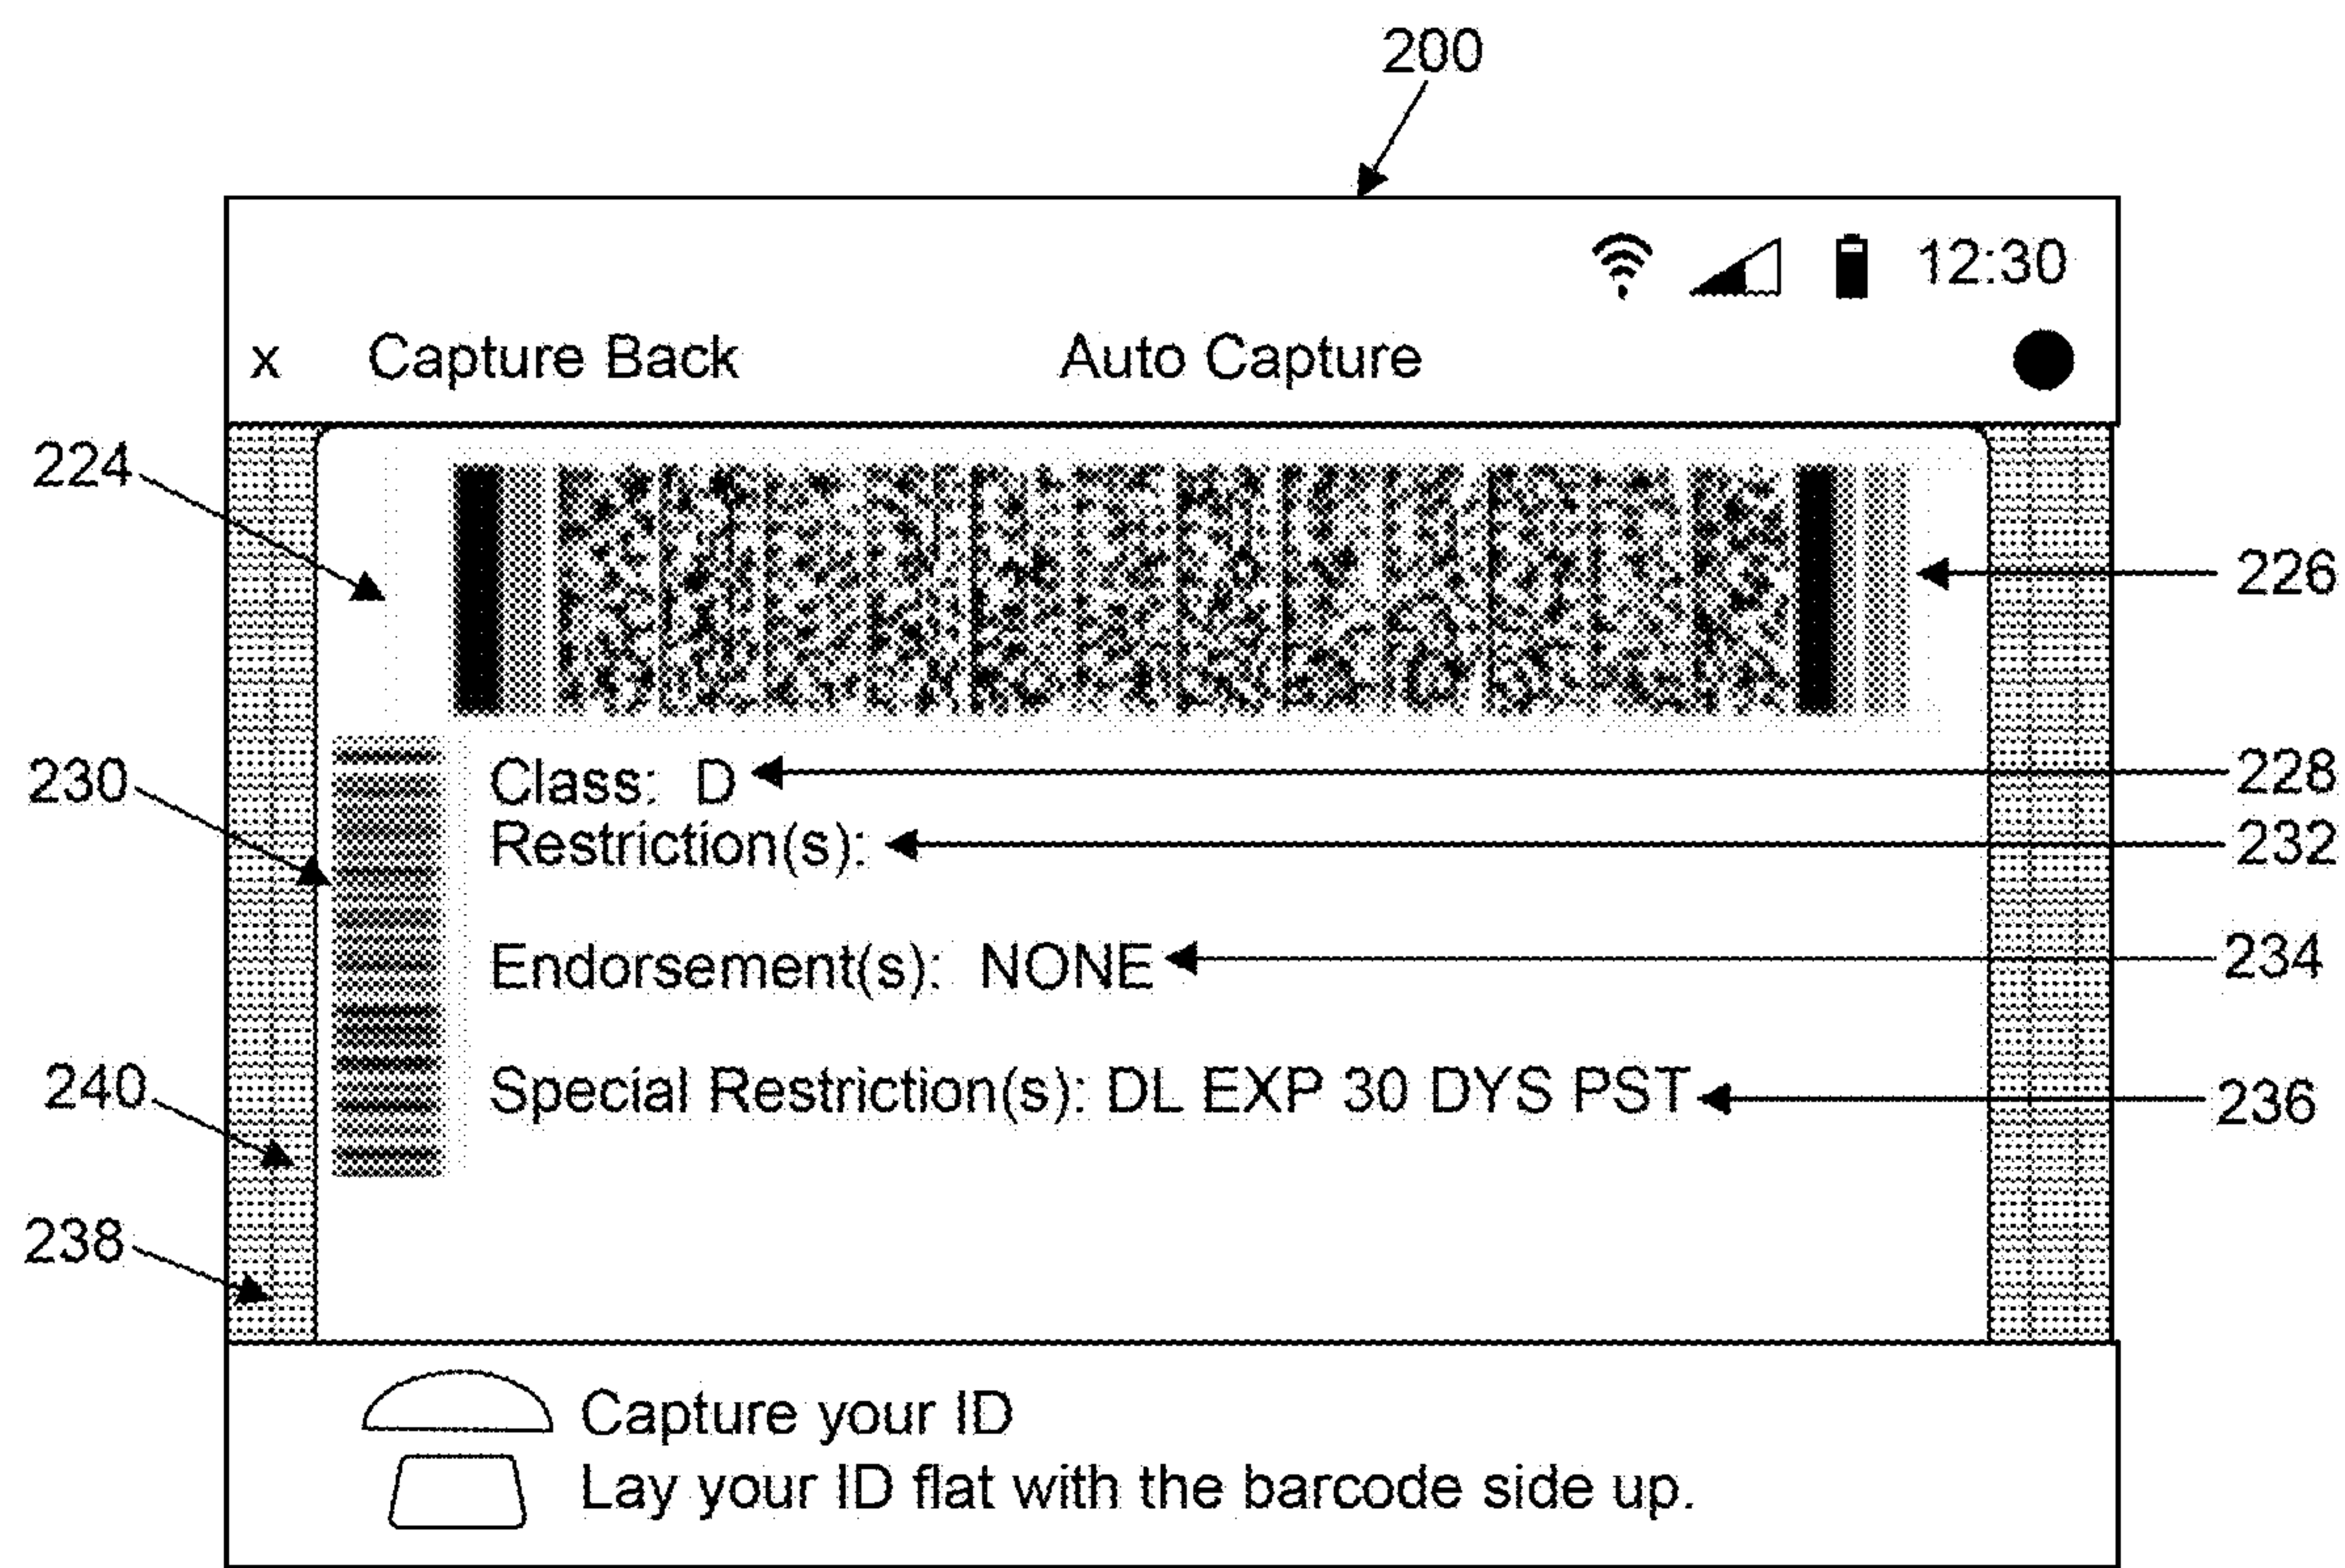 200
12:30
x Capture Back Auto Capture
224
226
230
Class: D
228
Restriction(s):
232
Endorsement(s): NONE
234
240
Special Restriction(s): DL EXP 30 DYS PST
236
238
Capture your ID
Lay your ID flat with the barcode side up.